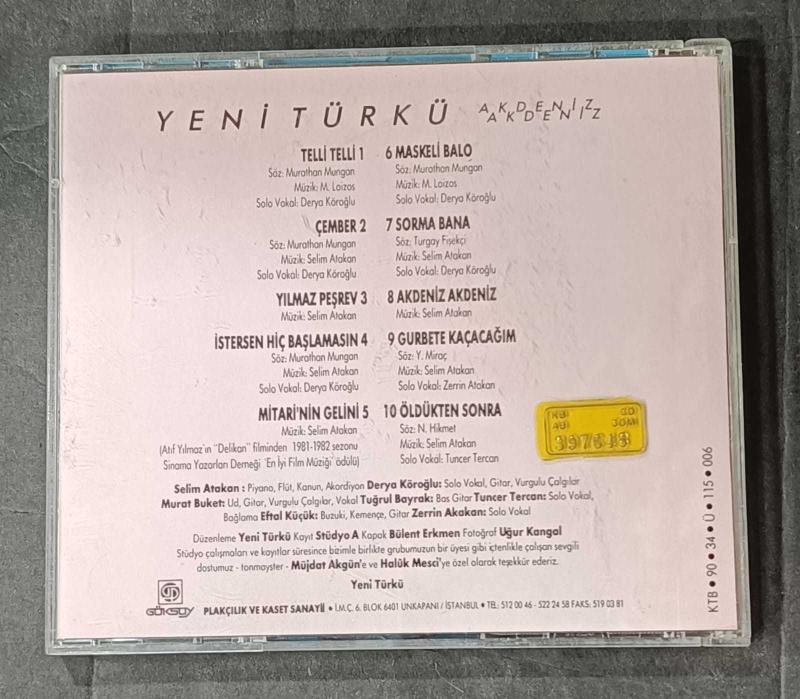 YENİ TÜRKÜ AAKKDDEENNİİZZ
TELLİ TELLİ 1
Söz: Murathan Mungan
Müzik: M. Loizos
Solo Vokal: Derya Köroğlu
ÇEMBER 2
Söz: Murathan Mungan
Müzik: Selim Atakan
Solo Vokal: Derya Köroğlu
YILMAZ PEŞREV 3
Müzik: Selim Atakan
İSTERSEN HİÇ BAŞLAMASIN 4
Söz: Murathan Mungan
Müzik: Selim Atakan
Solo Vokal: Derya Köroğlu
MİTARİ'NİN GELİNİ 5
Müzik: Selim Atakan
(Atıf Yılmaz'ın "Delikan" filminden 1981-1982 sezonu
Sinama Yazarları Derneği 'En İyi Film Müziği' ödülü)
6 MASKELİ BALO
Söz: Murathan Mungan
Müzik: M. Loizos
Solo Vokal: Derya Köroğlu
7 SORMA BANA
Söz: Turgay Fişekçi
Müzik: Selim Atakan
Solo Vokal: Derya Köroğlu
8 AKDENİZ AKDENİZ
Müzik: Selim Atakan
9 GURBETE KAÇACAĞIM
Söz: Y. Miraç
Müzik: Selim Atakan
Solo Vokal: Zerrin Atakan
10 ÖLDÜKTEN SONRA
Söz: N. Hikmet
Müzik: Selim Atakan
Solo Vokal: Tuncer Tercan
Selim Atakan : Piyano, Flüt, Kanun, Akordiyon Derya Köroğlu: Solo Vokal, Gitar, Vurgulu Çalgılar
Murat Buket: Ud, Gitar, Vurgulu Çalgılar, Vokal Tuğrul Bayrak: Bas Gitar Tuncer Tercan: Solo Vokal,
Bağlama Eftal Küçük: Buzuki, Kemençe, Gitar Zerrin Akakan: Solo Vokal
Düzenleme Yeni Türkü Kayıt Stüdyo A Kapak Bülent Erkmen Fotoğraf Uğur Kangal
Stüdyo çalışmaları ve kayıtlar süresince bizimle birlikte grubumuzun bir üyesi gibi içtenlikle çalışan sevgili
dostumuz - tonmayster - Müjdat Akgün'e ve Halûk Mesci'ye özel olarak teşekkür ederiz.
Yeni Türkü
GÖKSOY PLAKÇILIK VE KASET SANAYİİ • İ.M.Ç. 6. BLOK 6401 UNKAPANI / İSTANBUL • TEL: 512 00 46 - 522 24 58 FAKS: 519 03 81
KTB • 90 • 34 • Ü • 115 • 006